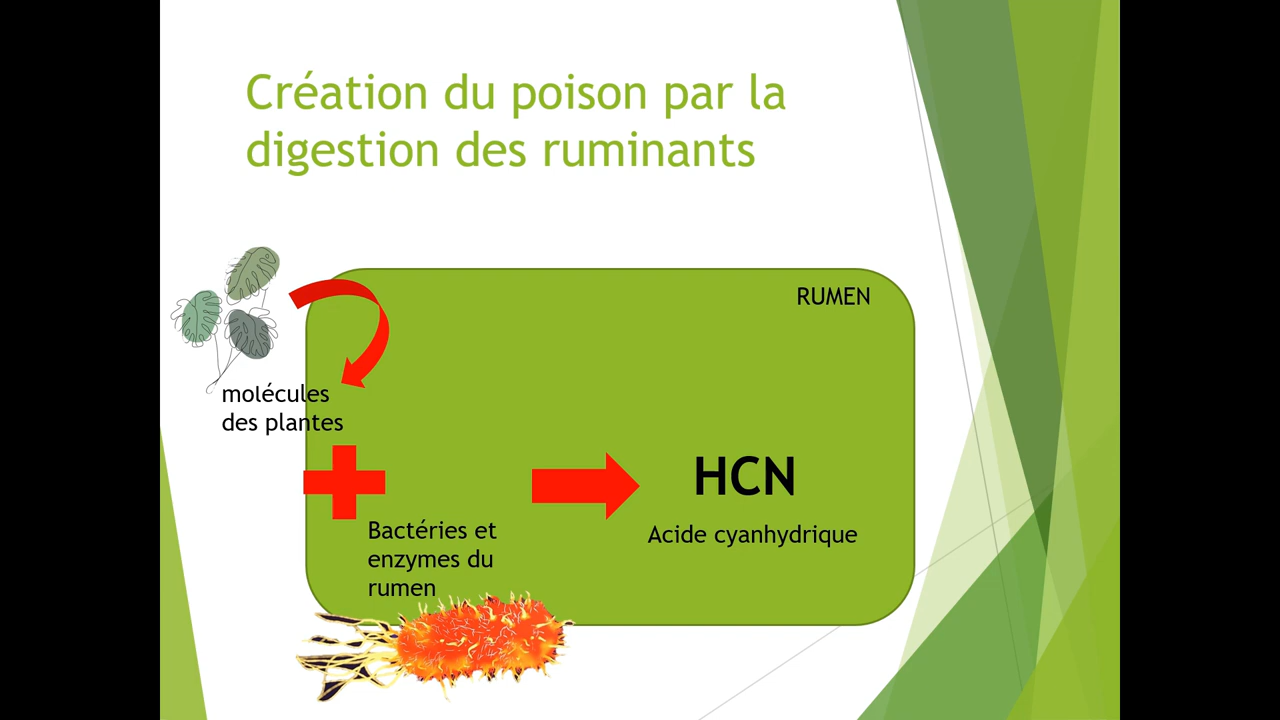 Création du poison par la
digestion des ruminants
RUMEN
molécules
des plantes
HCN
Acide cyanhydrique
Bactéries et
enzymes du
rumen